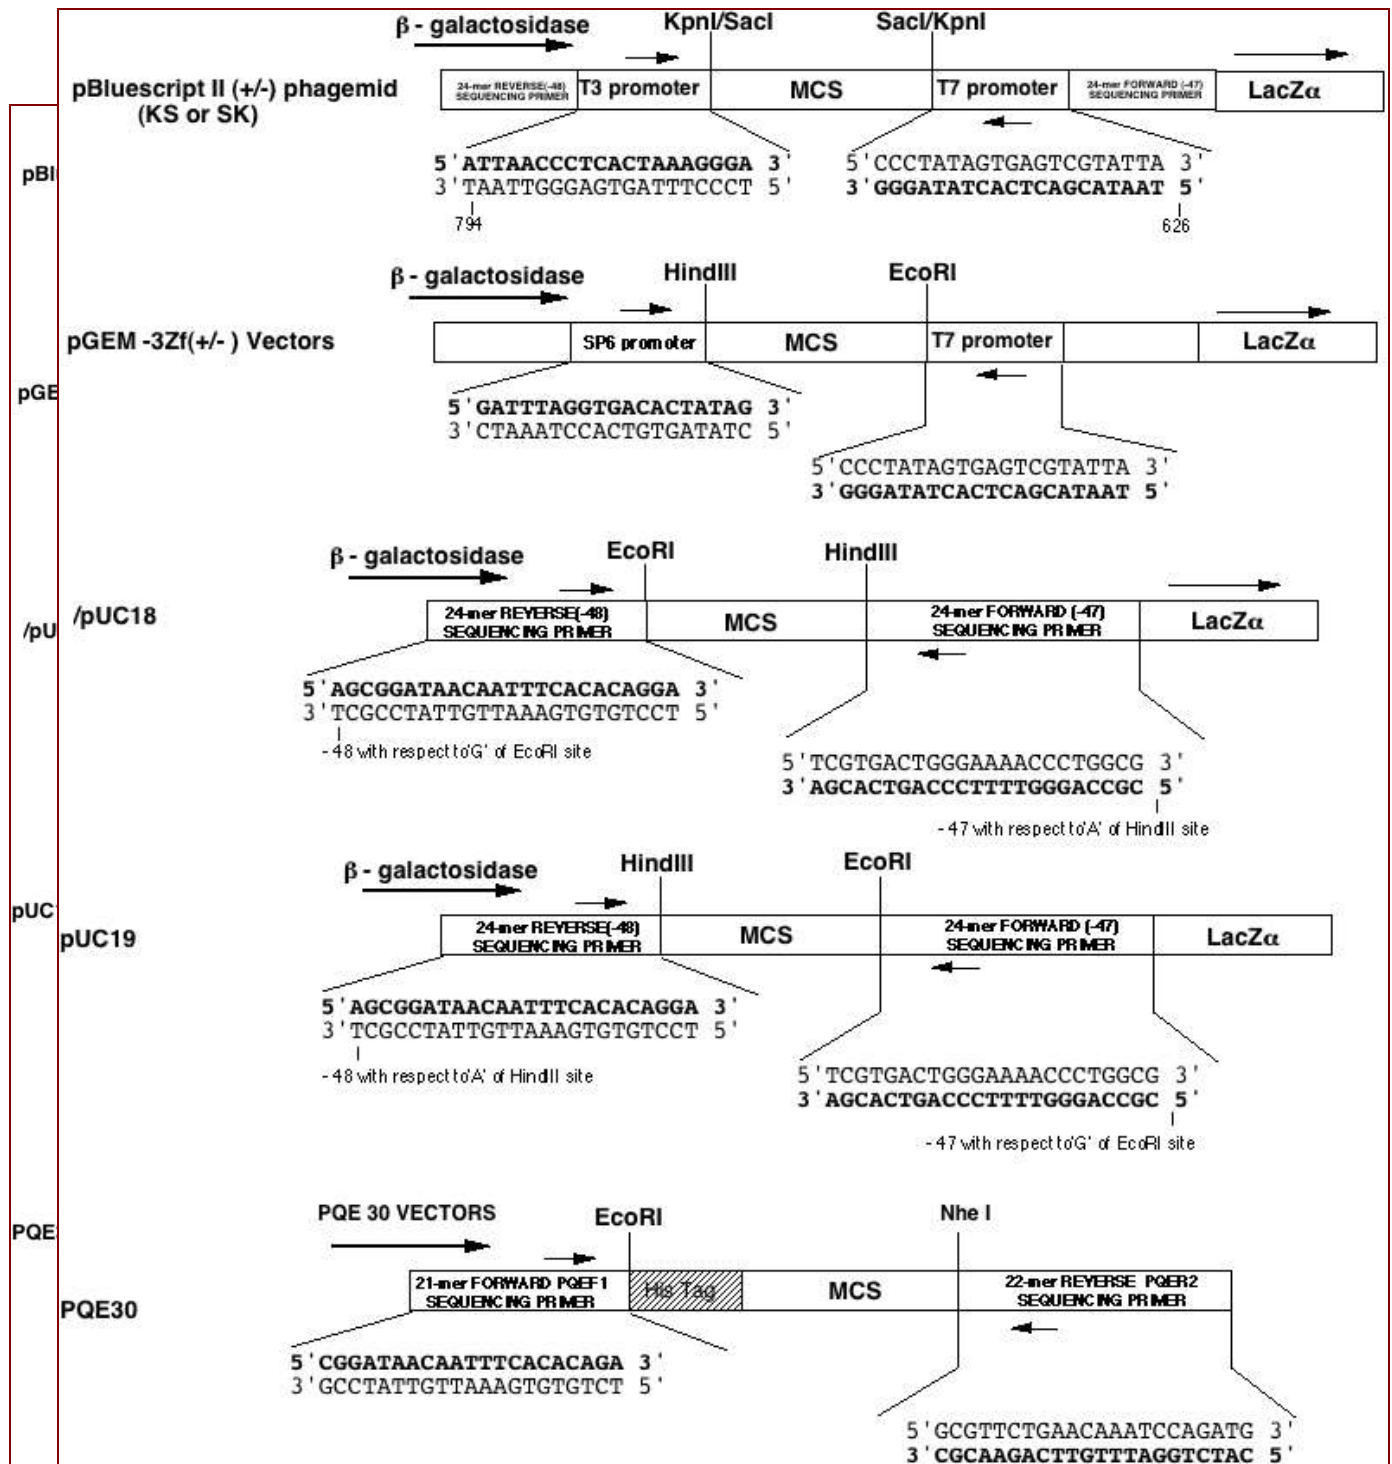 β - galactosidase
KpnI/SacI
SacI/KpnI
pBluescript II (+/-) phagemid
(KS or SK)
24-mer REVERSE(-48)
SEQUENCING PRIMER
T3 promoter
MCS
T7 promoter
24-mer FORWARD (-47)
SEQUENCING PRIMER
LacZα
5'ATTAACCCTCACTAAAGGGA 3'
3'TAATTGGGAGTGATTTCCCT 5'
794
5'CCCTATAGTGAGTCGTATTA 3'
3'GGGATATCACTCAGCATAAT 5'
626
pBl
β - galactosidase
HindIII
EcoRI
pGEM -3Zf(+/- ) Vectors
SP6 promoter
MCS
T7 promoter
LacZα
pGE
5'GATTTAGGTGACACTATAG 3'
3'CTAAATCCACTGTGATATC 5'
5'CCCTATAGTGAGTCGTATTA 3'
3'GGGATATCACTCAGCATAAT 5'
β - galactosidase
EcoRI
HindIII
/pU
/pUC18
24-mer REVERSE(-48)
SEQUENCING PRIMER
MCS
24-mer FORWARD (-47)
SEQUENCING PRIMER
LacZα
5'AGCGGATAACAATTTCACACAGGA 3'
3'TCGCCTATTGTTAAAGTGTGTCCT 5'
- 48 with respect to'G' of EcoRI site
5'TCGTGACTGGGAAAACCCTGGCG 3'
3'AGCACTGACCCTTTTGGGACCGC 5'
- 47 with respect to'A' of HindIII site
β - galactosidase
HindIII
EcoRI
pUC
pUC19
24-mer REVERSE(-48)
SEQUENCING PRIMER
MCS
24-mer FORWARD (-47)
SEQUENCING PRIMER
LacZα
5'AGCGGATAACAATTTCACACAGGA 3'
3'TCGCCTATTGTTAAAGTGTGTCCT 5'
- 48 with respect to'A' of HindIII site
5'TCGTGACTGGGAAAACCCTGGCG 3'
3'AGCACTGACCCTTTTGGGACCGC 5'
- 47 with respect to'G' of EcoRI site
PQE 30 VECTORS
EcoRI
Nhe I
PQE
PQE30
21-mer FORWARD PQEF1
SEQUENCING PRIMER
His Tag
MCS
22-mer REVERSE PQER2
SEQUENCING PRIMER
5'CGGATAACAATTTCACACAGA 3'
3'GCCTATTGTTAAAGTGTGTCT 5'
5'GCGTTCTGAACAAATCCAGATG 3'
3'CGCAAGACTTGTTTAGGTCTAC 5'